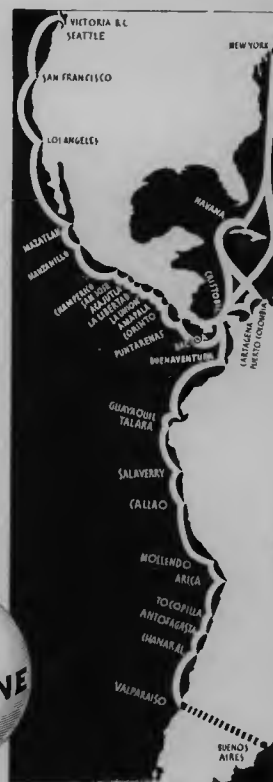 VICTORIA B.C.
SEATTLE
NEW YORK
SAN FRANCISCO
LOS ANGELES
HAVANA
MAZATLAN
MANZANILLO
CHAMPERICO
SAN JOSE
ACAJUTLA
LA LIBERTAD
LA UNION
AMAPALA
CORINTO
PUNTARENAS
CRISTOBAL
BALBOA
CARTAGENA
PUERTO COLOMBIA
BUENAVENTURA
GUAYAQUIL
TALARA
SALAVERRY
CALLAO
MOLLENDO
ARICA
TOCOPILLA
ANTOFAGASTA
CHANARAL
NE
VALPARAISO
BUENOS
AIRES